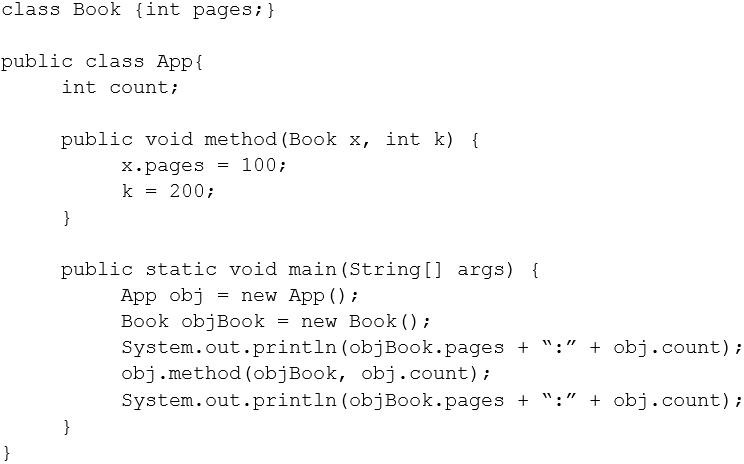 class Book {int pages;}
public class App{
int count;
public void method(Book x, int k) {
x.pages = 100;
k = 200;
}
public static void main(String[] args) {
App obj = new App();
Book objBook = new Book();
System.out.println(objBook.pages + “:” + obj.count);
obj.method(objBook, obj.count);
System.out.println(objBook.pages + “:” + obj.count);
}
}